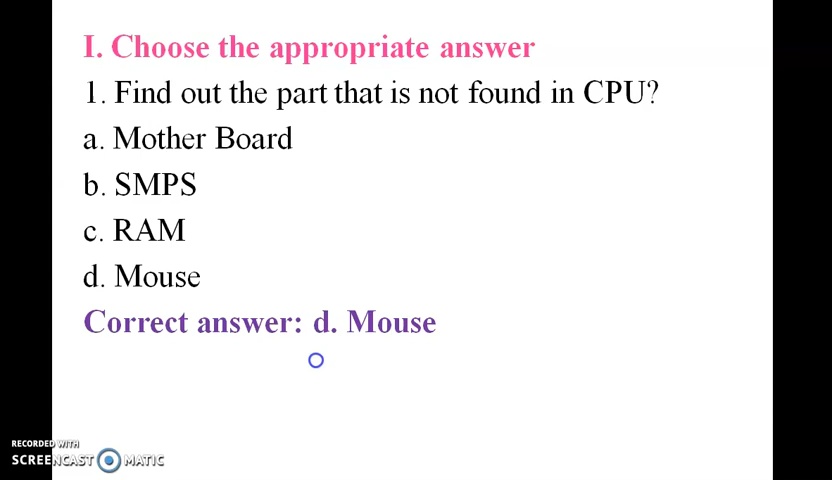 I. Choose the appropriate answer
1. Find out the part that is not found in CPU?
a. Mother Board
b. SMPS
c. RAM
d. Mouse
Correct answer: d. Mouse
RECORDED WITH
SCREENCAST MATIC